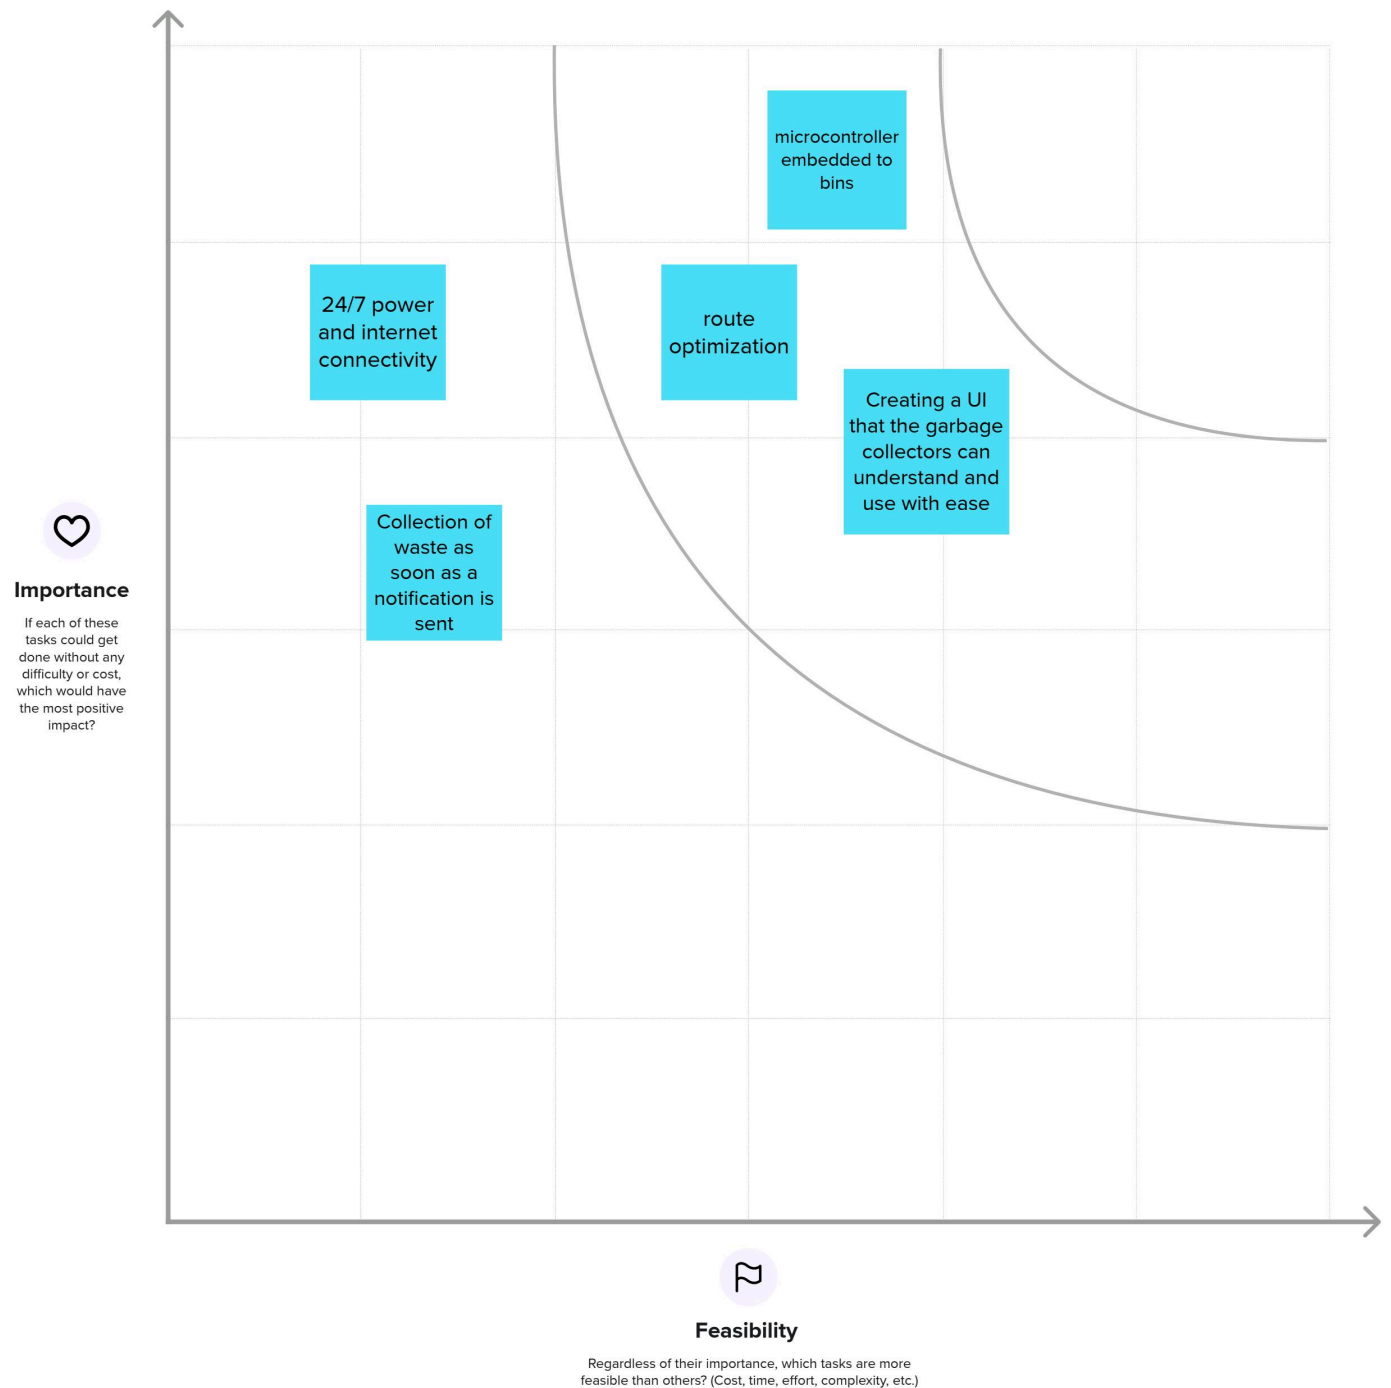 microcontroller
embedded to
bins
24/7 power
and internet
connectivity
route
optimization
Creating a UI
that the garbage
collectors can
understand and
use with ease
Collection of
waste as
soon as a
notification is
sent
Importance
If each of these
tasks could get
done without any
difficulty or cost,
which would have
the most positive
impact?
Feasibility
Regardless of their importance, which tasks are more
feasible than others? (Cost, time, effort, complexity, etc.)